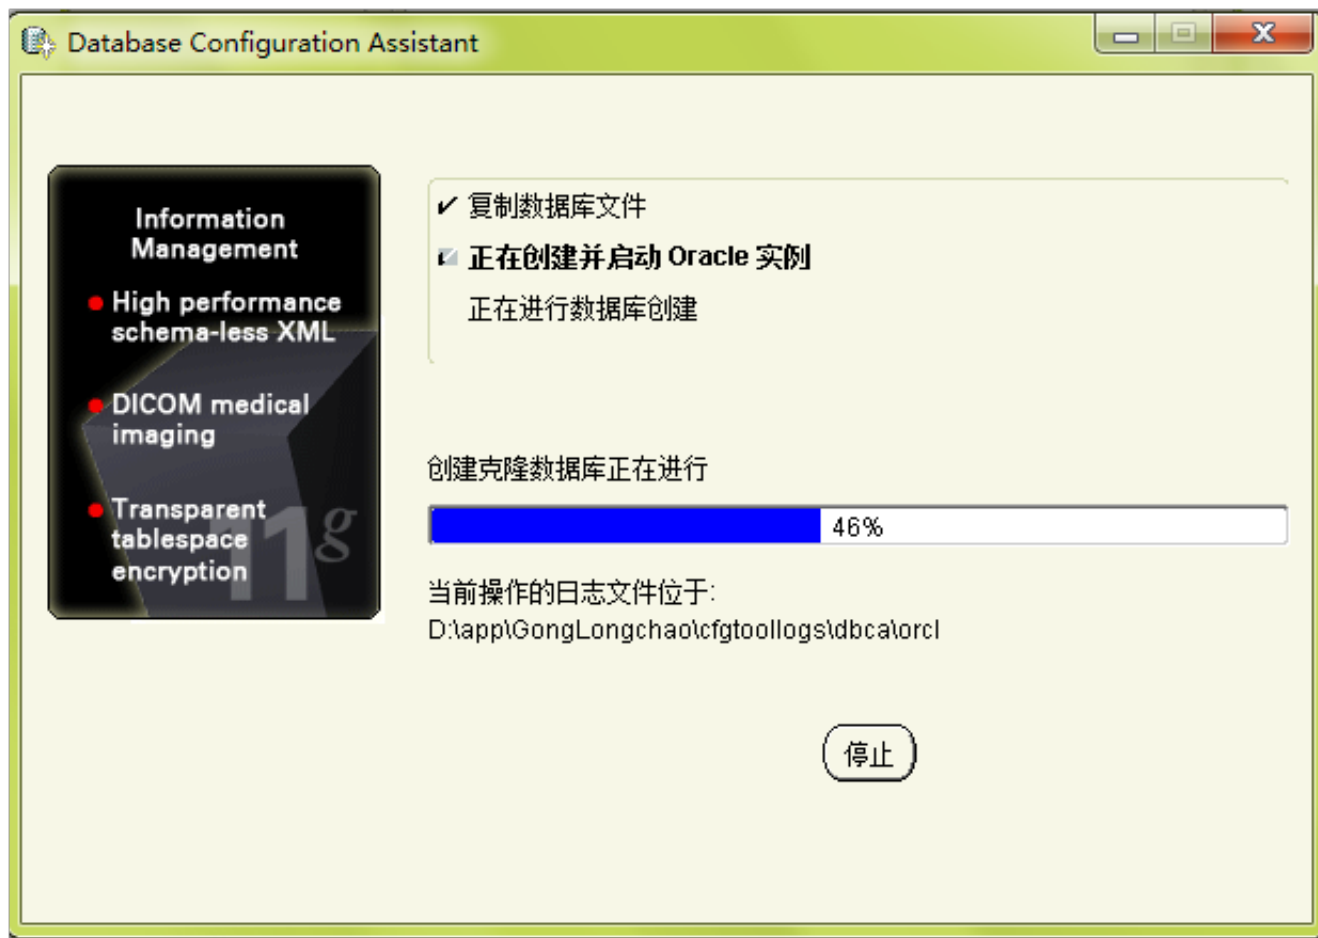 Database Configuration Assistant
Information
Management
High performance
schema-less XML
DICOM medical
imaging
Transparent
tablespace
encryption
11g
复制数据库文件
正在创建并启动 Oracle 实例
正在进行数据库创建
创建克隆数据库正在进行
46%
当前操作的日志文件位于:
D:\app\GongLongchao\cfgtoollogs\dbca\orcl
停止